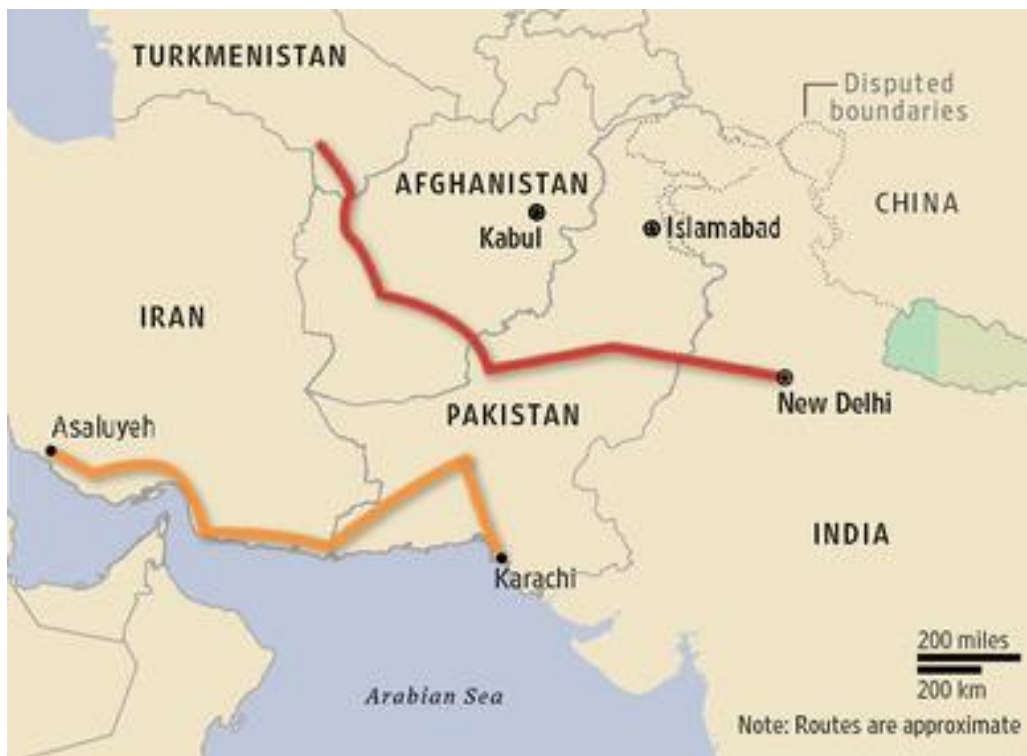 TURKMENISTAN
Disputed
boundaries
AFGHANISTAN
CHINA
Kabul
Islamabad
IRAN
New Delhi
PAKISTAN
Asaluyeh
INDIA
Karachi
200 miles
200 km
Arabian Sea
Note: Routes are approximate